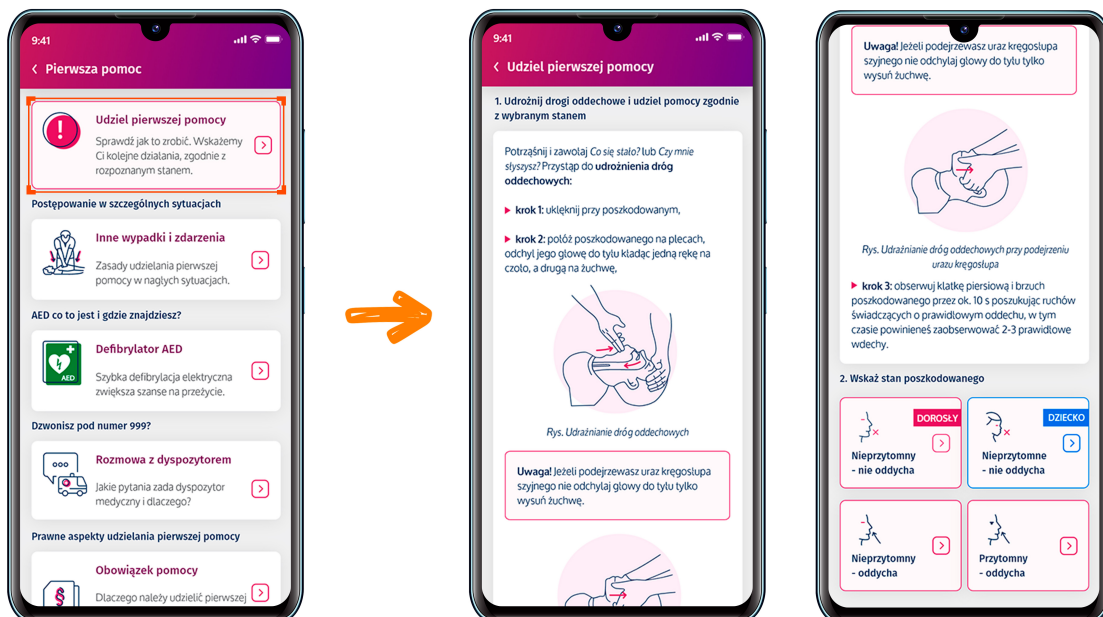 9:41
Pierwsza pomoc
Udziel pierwszej pomocy
Sprawdź jak to zrobić. Wskażemy
Ci kolejne działania, zgodnie z
rozpoznanym stanem.
Postępowanie w szczególnych sytuacjach
Inne wypadki i zdarzenia
Zasady udzielania pierwszej
pomocy w nagłych sytuacjach.
AED co to jest i gdzie znajdziesz?
AED
Defibrylator AED
Szybka defibrylacja elektryczna
zwiększa szanse na przeżycie.
Dzwonisz pod numer 999?
Rozmowa z dyspozytorem
Jakie pytania zada dyspozytor
medyczny i dlaczego?
Prawne aspekty udzielania pierwszej pomocy
§
Obowiązek pomocy
Dlaczego należy udzielić pierwszej
9:41
Udziel pierwszej pomocy
1. Udrożnij drogi oddechowe i udziel pomocy zgodnie
z wybranym stanem
Potrząśnij i zawołaj Co się stało? lub Czy mnie
słyszysz? Przystąp do udrożnienia dróg
oddechowych:
krok 1: uklęknij przy poszkodowanym,
krok 2: połóż poszkodowanego na plecach,
odchyl jego głowę do tyłu kładąc jedną rękę na
czoło, a drugą na żuchwę,
Rys. Udrażnianie dróg oddechowych
Uwaga! Jeżeli podejrzewasz uraz kręgosłupa
szyjnego nie odchylaj głowy do tyłu tylko
wysuń żuchwę.
Uwaga! Jeżeli podejrzewasz uraz kręgosłupa
szyjnego nie odchylaj głowy do tyłu tylko
wysuń żuchwę.
Rys. Udraźnianie dróg oddechowych przy podejrzeniu
urazu kręgosłupa
krok 3: obserwuj klatkę piersiową i brzuch
poszkodowanego przez ok. 10 s poszukując ruchów
świadczących o prawidłowym oddechu, w tym
czasie powinieneś zaobserwować 2-3 prawidłowe
wdechy.
2. Wskaż stan poszkodowanego
DOROSŁY
Nieprzytomny
- nie oddycha
DZIECKO
Nieprzytomne
- nie oddycha
Nieprzytomny
- oddycha
Przytomny
- oddycha